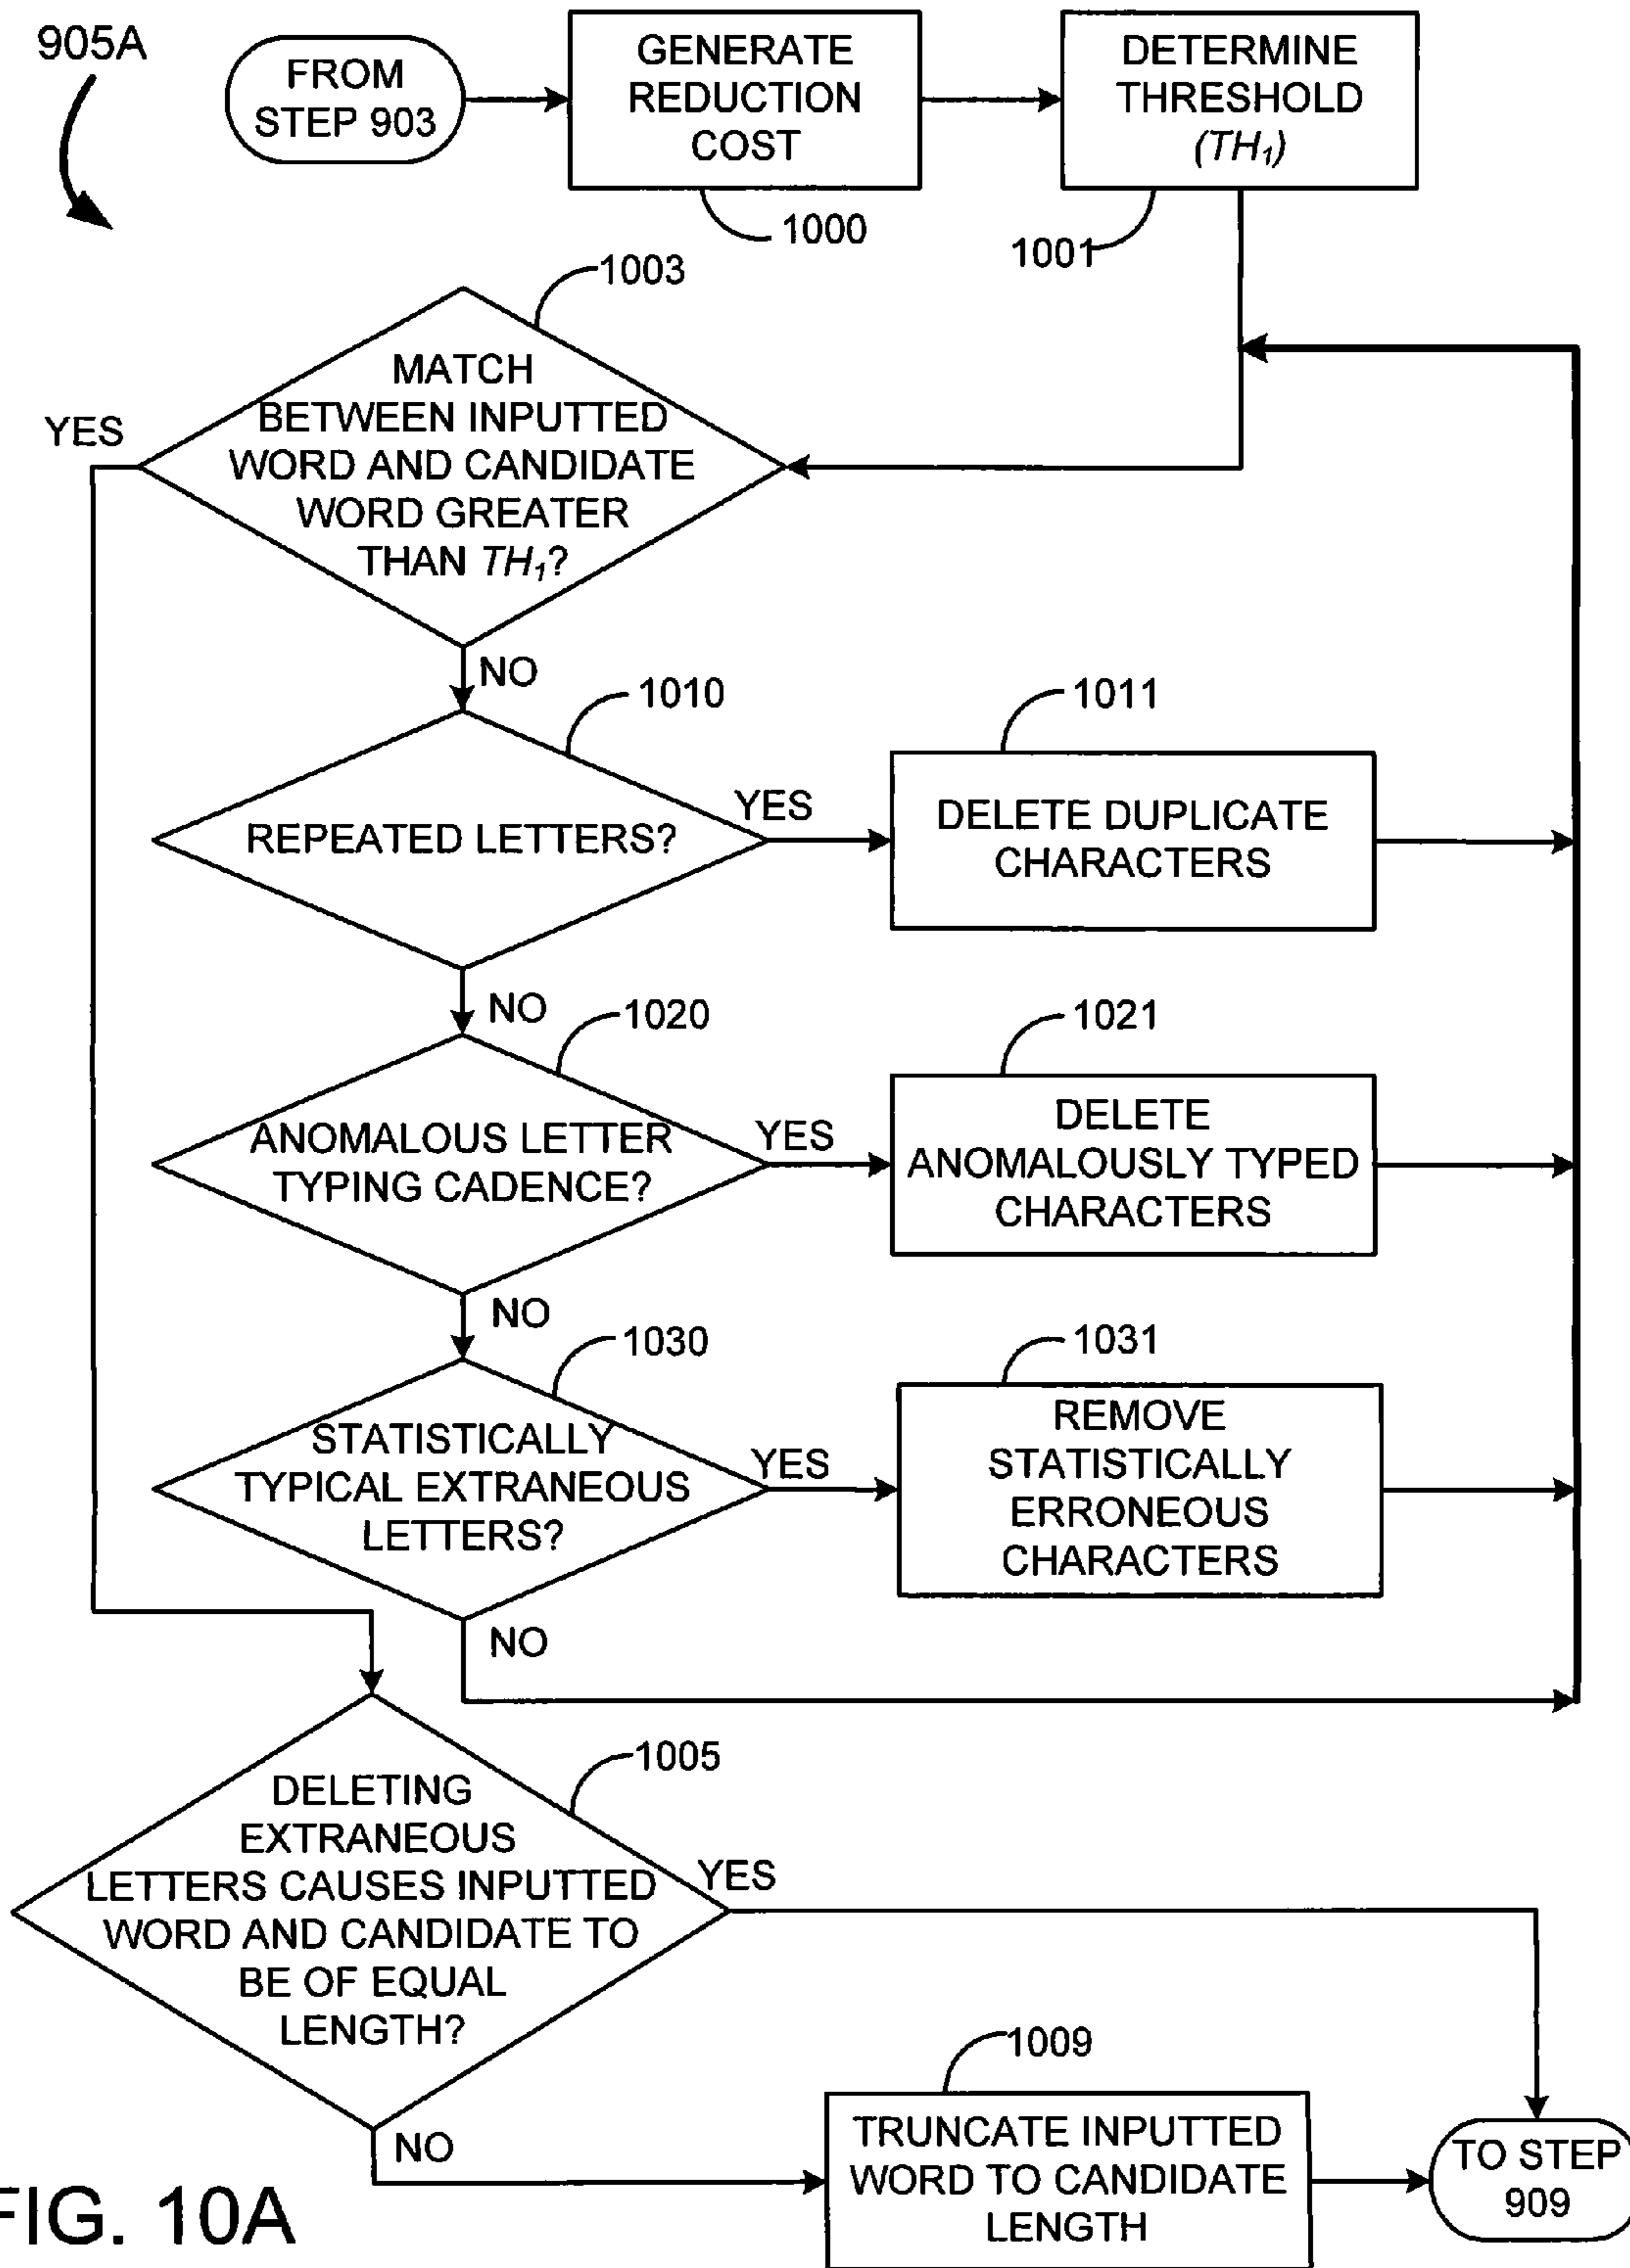 905A
FROM
STEP 903
GENERATE
REDUCTION
COST
1000
DETERMINE
THRESHOLD
(TH₁)
1001
1003
MATCH
BETWEEN INPUTTED
WORD AND CANDIDATE
WORD GREATER
THAN TH₁?
YES
NO
1010
REPEATED LETTERS?
YES
1011
DELETE DUPLICATE
CHARACTERS
NO
1020
ANOMALOUS LETTER
TYPING CADENCE?
YES
1021
DELETE
ANOMALOUSLY TYPED
CHARACTERS
NO
1030
STATISTICALLY
TYPICAL EXTRANEOUS
LETTERS?
YES
1031
REMOVE
STATISTICALLY
ERRONEOUS
CHARACTERS
NO
1005
DELETING
EXTRANEOUS
LETTERS CAUSES INPUTTED
WORD AND CANDIDATE TO
BE OF EQUAL
LENGTH?
YES
NO
1009
TRUNCATE INPUTTED
WORD TO CANDIDATE
LENGTH
TO STEP
909
FIG. 10A